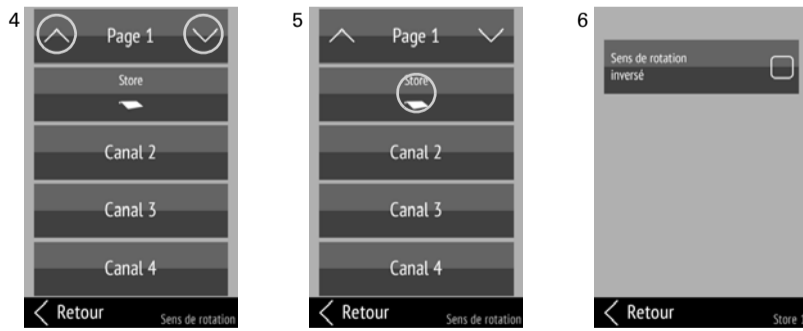 4
Page 1
Store
Canal 2
Canal 3
Canal 4
Retour
Sens de rotation
5
Page 1
Store
Canal 2
Canal 3
Canal 4
Retour
Sens de rotation
6
Sens de rotation
inversé
Retour
Store 1